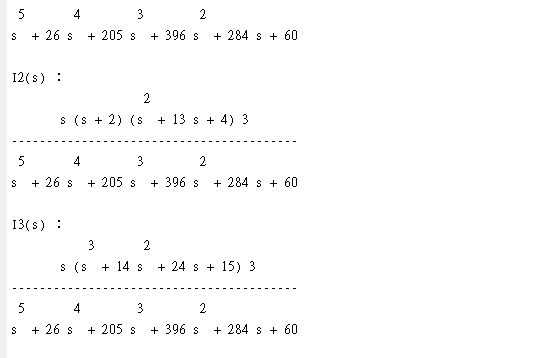 5       4        3        2
s  + 26 s  + 205 s  + 396 s  + 284 s + 60
I2(s) :
                   2
       s (s + 2) (s  + 13 s + 4) 3
-----------------------------------------
 5       4        3        2
s  + 26 s  + 205 s  + 396 s  + 284 s + 60
I3(s) :
           3       2
       s (s  + 14 s  + 24 s + 15) 3
-----------------------------------------
 5       4        3        2
s  + 26 s  + 205 s  + 396 s  + 284 s + 60